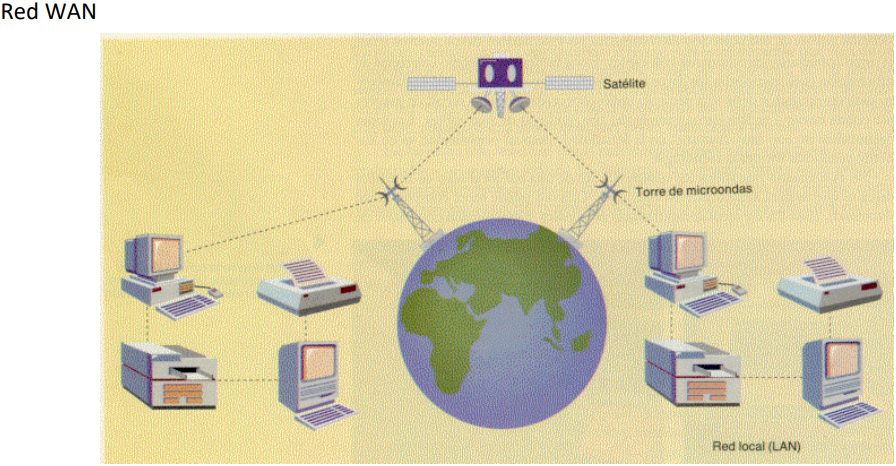 Red WAN
Satélite
Torre de microondas
Red local (LAN)